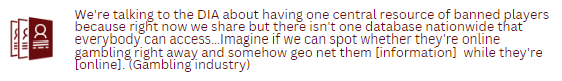 We're talking to the DIA about having one central resource of banned players
because right now we share but there isn't one database nationwide that
everybody can access...Imagine if we can spot whether they're online
gambling right away and somehow geo net them [information]  while they're
[online]. (Gambling industry)